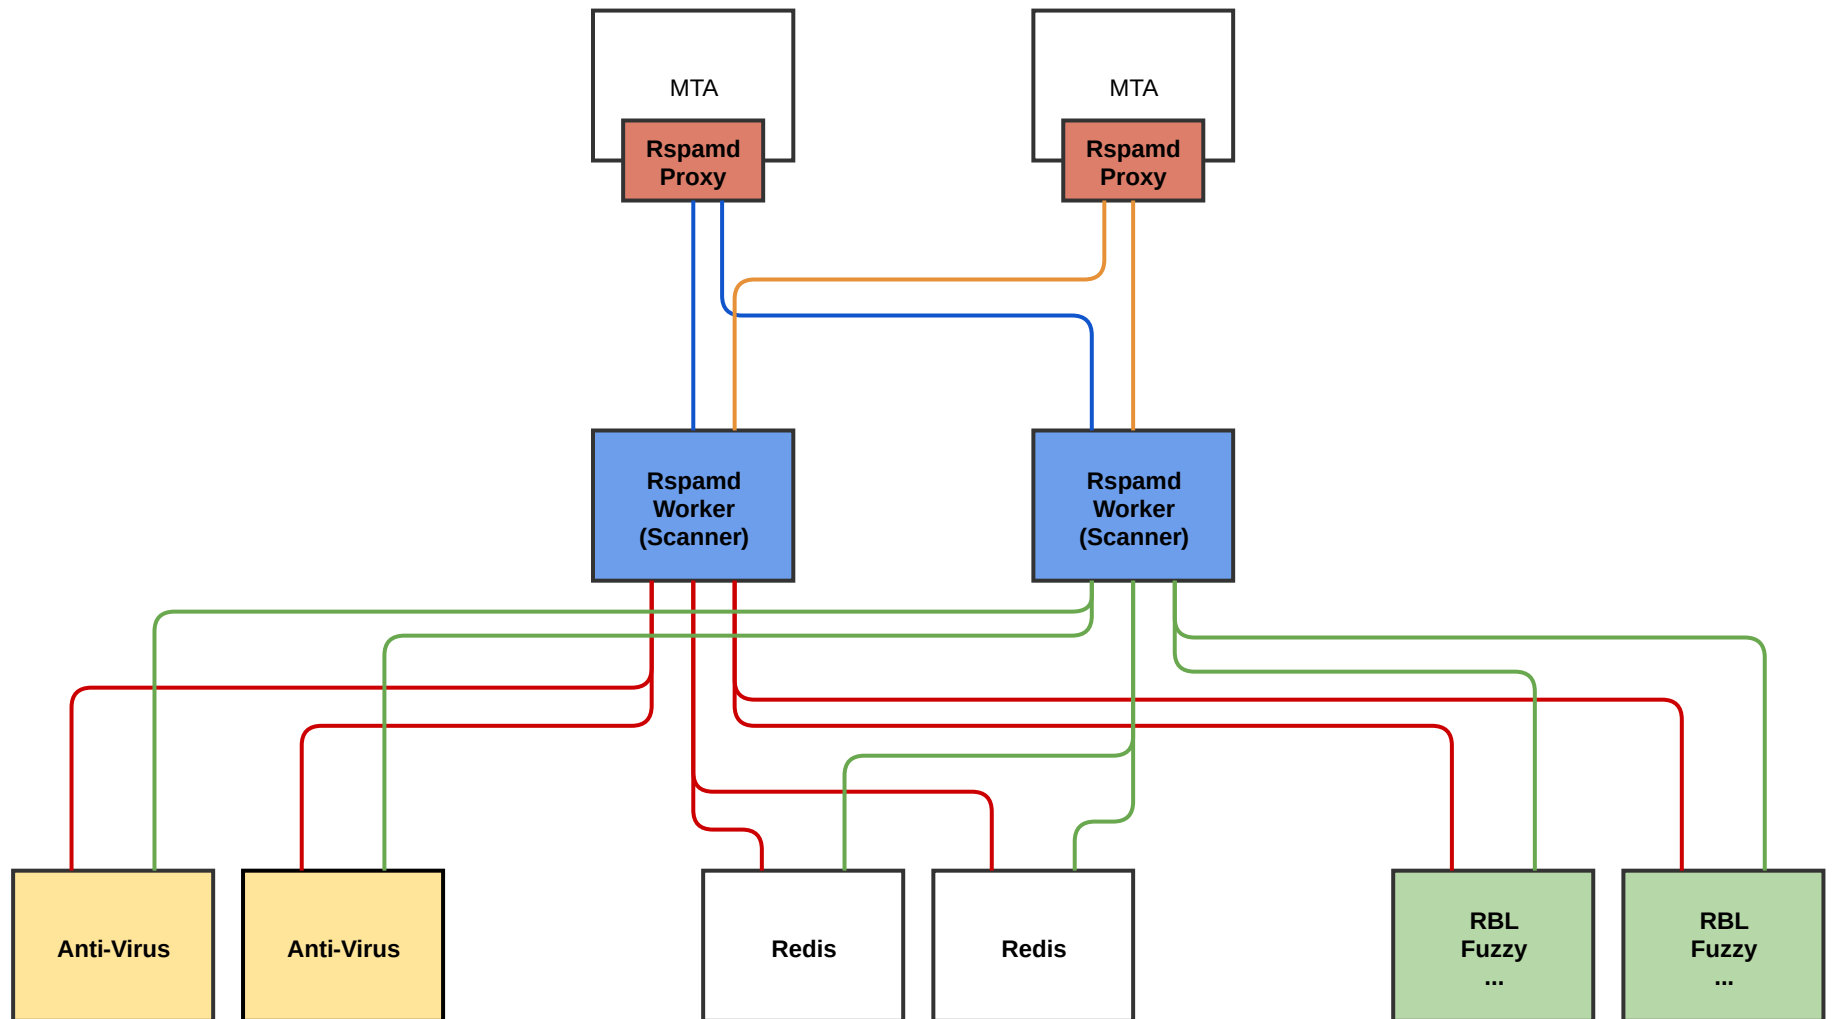 MTA
Rspamd
Proxy
MTA
Rspamd
Proxy
Rspamd
Worker
(Scanner)
Rspamd
Worker
(Scanner)
Anti-Virus
Anti-Virus
Redis
Redis
RBL
Fuzzy
...
RBL
Fuzzy
...